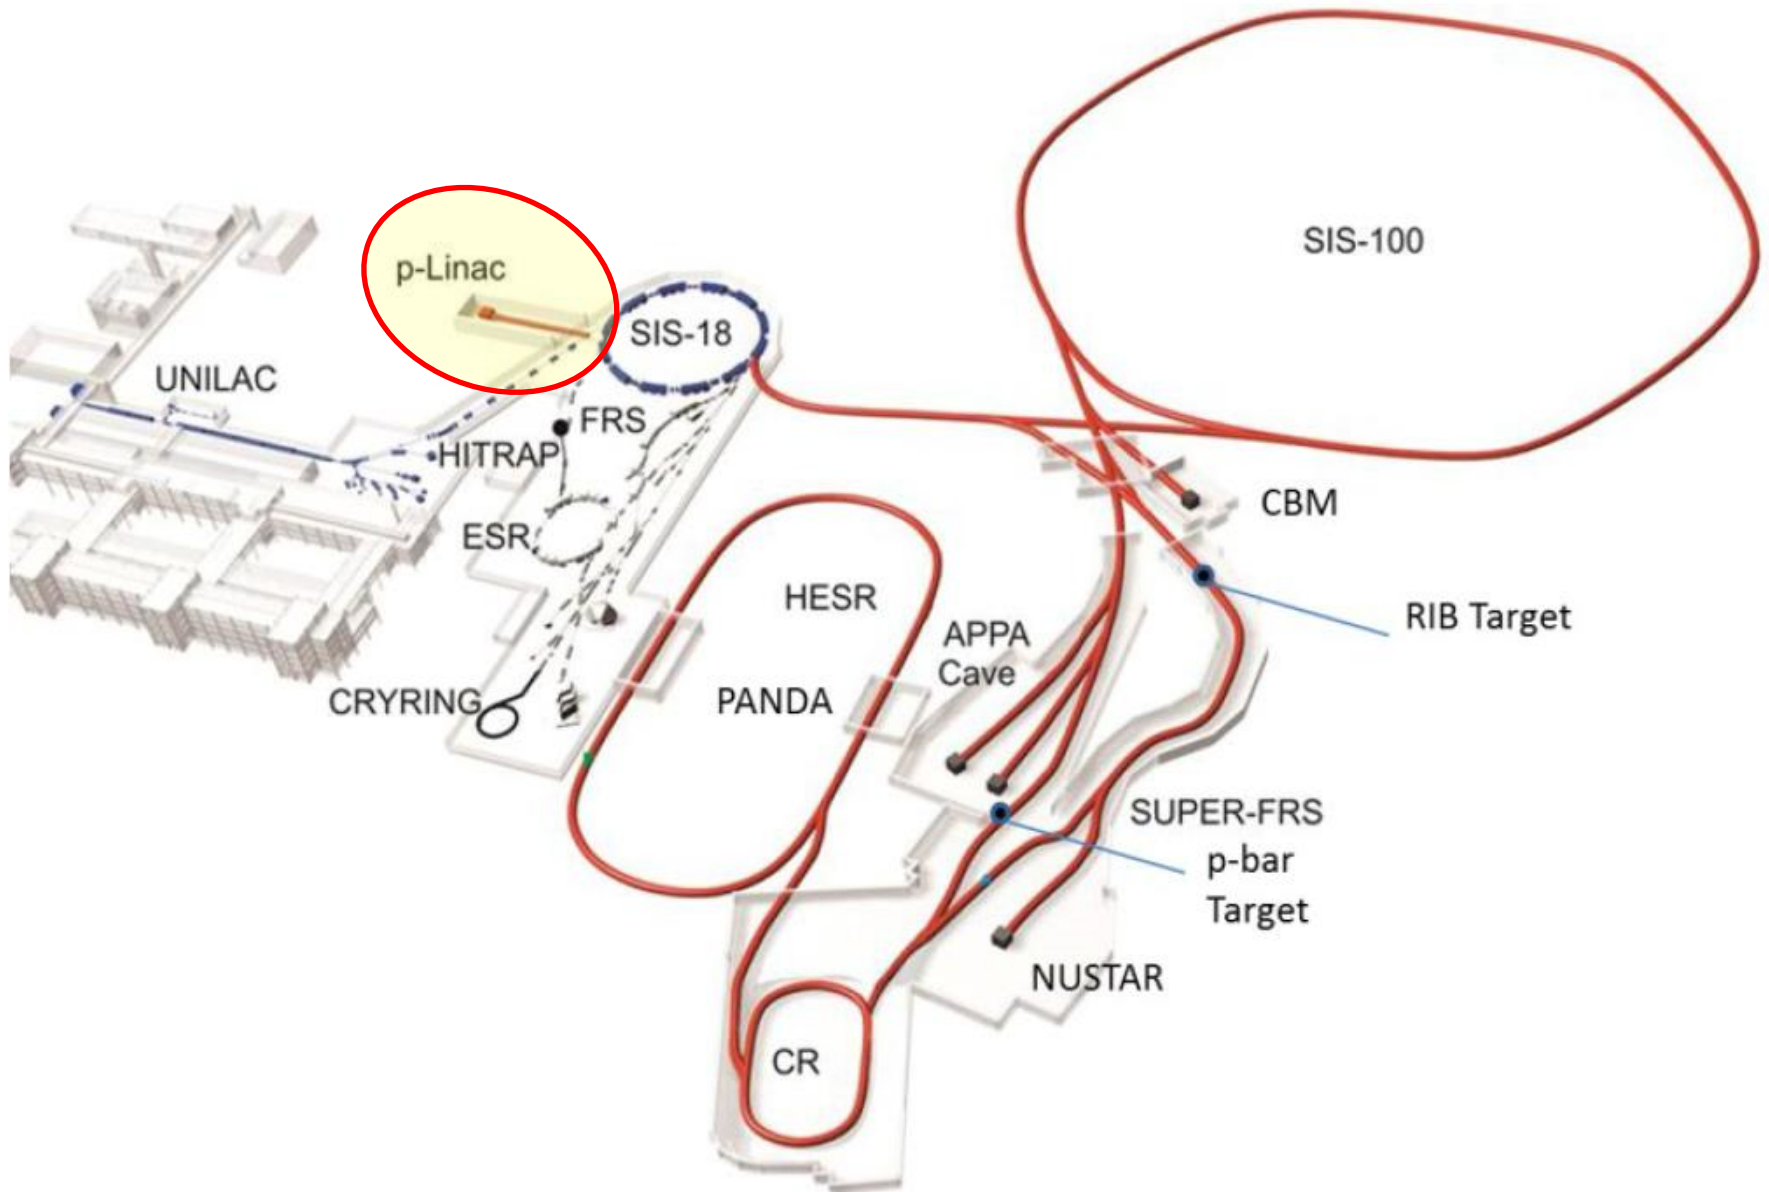 SIS-100
p-Linac
SIS-18
UNILAC
FRS
HITRAP
CBM
ESR
HESR
RIB Target
APPA
Cave
CRYRING
PANDA
SUPER-FRS
p-bar
Target
NUSTAR
CR